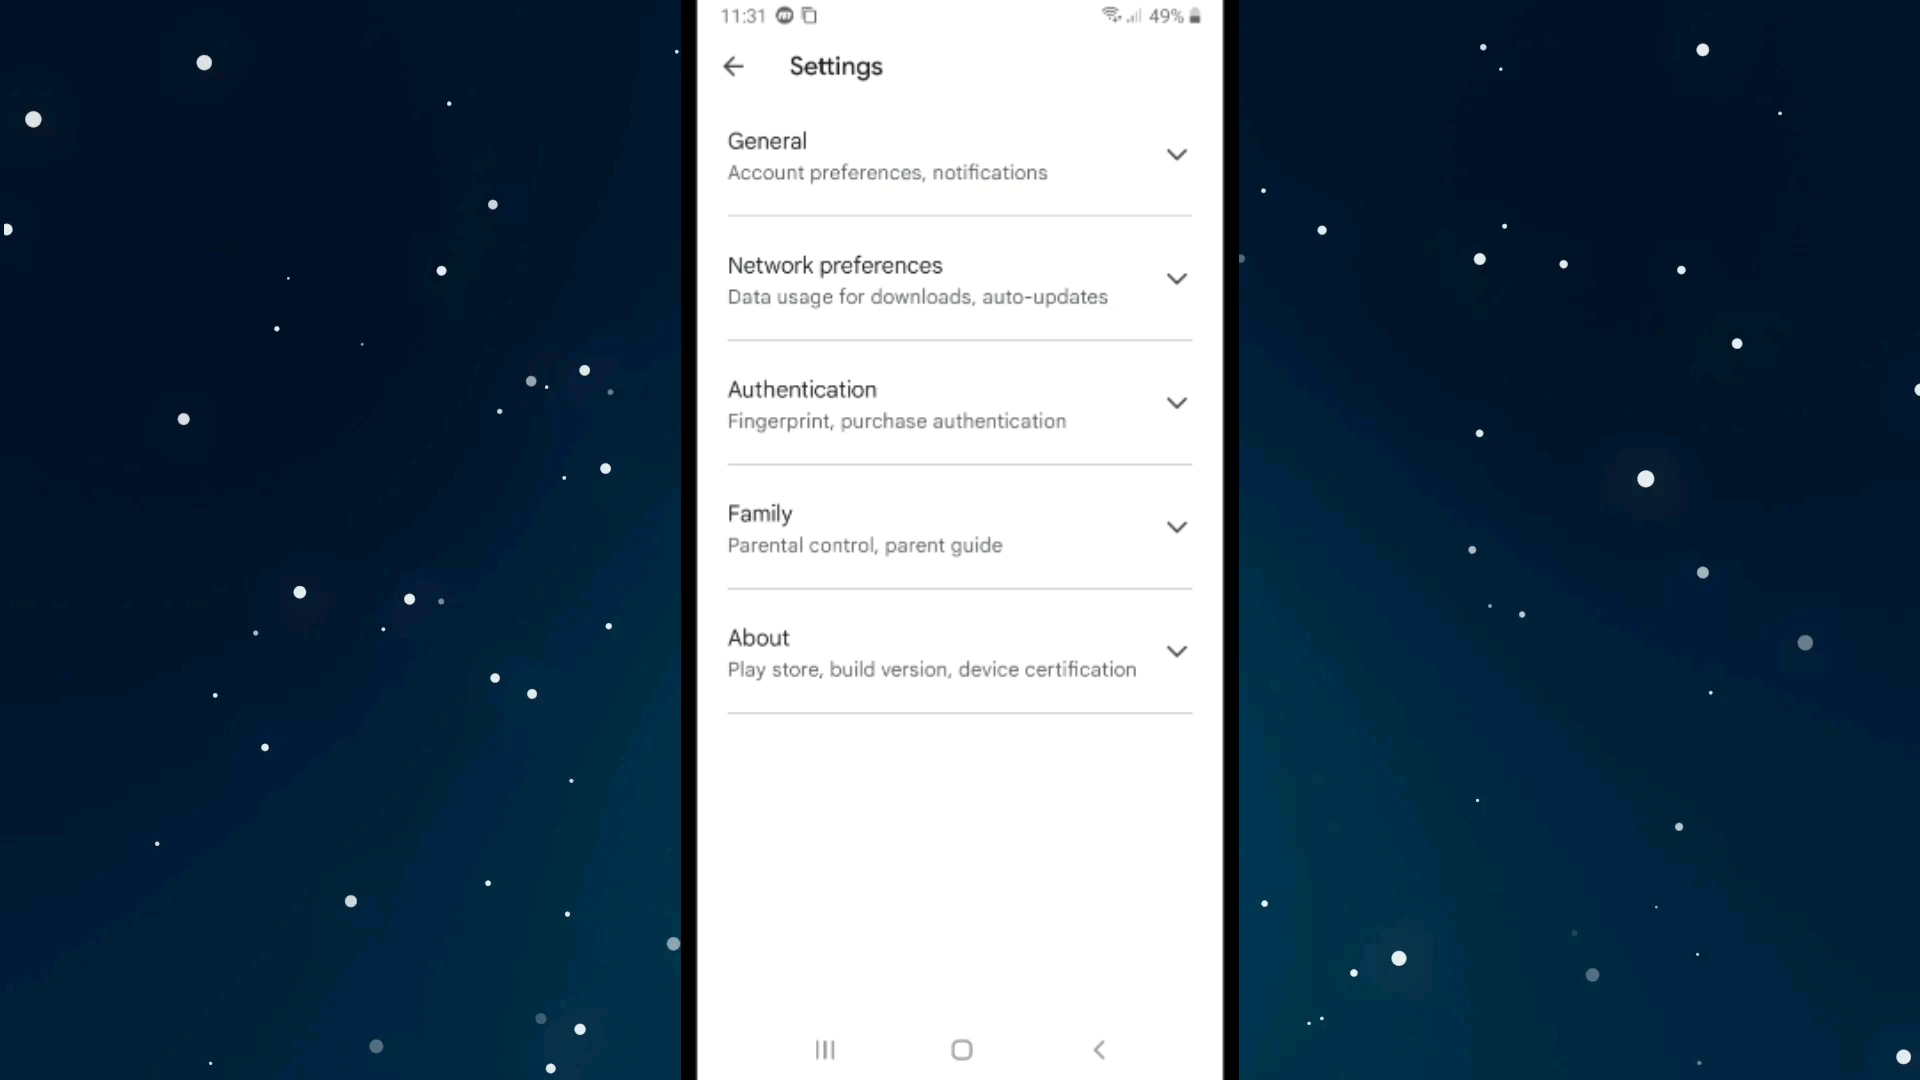 11:31
49%
Settings
General
Account preferences, notifications
Network preferences
Data usage for downloads, auto-updates
Authentication
Fingerprint, purchase authentication
Family
Parental control, parent guide
About
Play store, build version, device certification